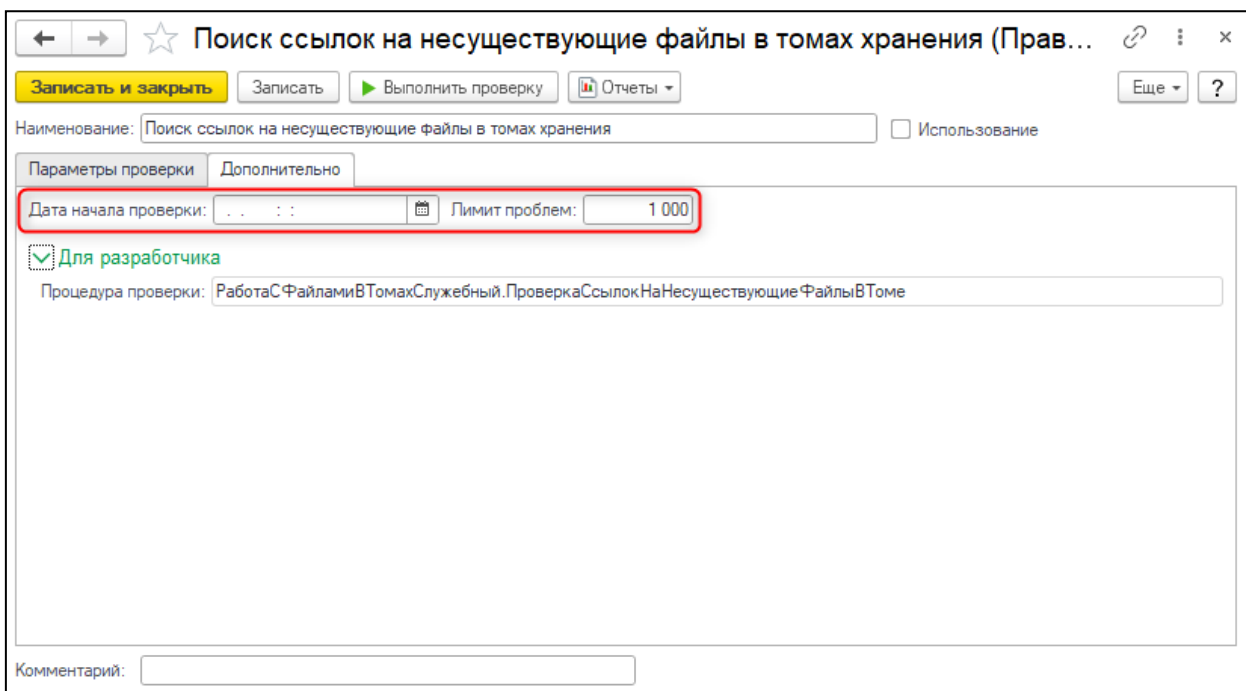 Поиск ссылок на несуществующие файлы в томах хранения (Прав...
Записать и закрыть Записать Выполнить проверку Отчеты Еще ?
Наименование: Поиск ссылок на несуществующие файлы в томах хранения Использование
Параметры проверки Дополнительно
Дата начала проверки: . . : : Лимит проблем: 1 000
Для разработчика
Процедура проверки: РаботаСФайламиВТомахСлужебный.ПроверкаСсылокНаНесуществующиеФайлыВТоме
Комментарий: